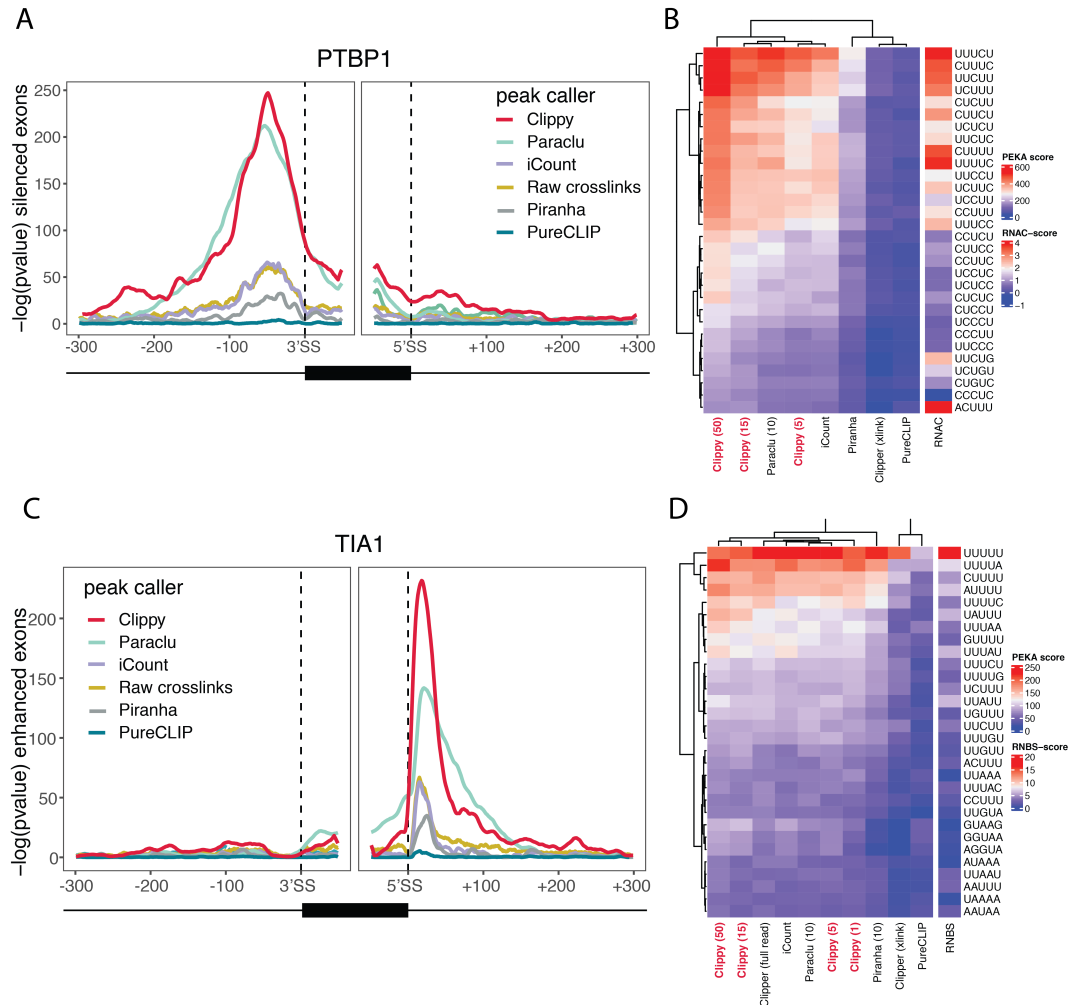 A
PTBP1
−log(pvalue) silenced exons
250
200
150
100
50
0
peak caller
Clippy
Paraclu
iCount
Raw crosslinks
Piranha
PureCLIP
-300
-200
-100
3'SS
5'SS
+100
+200
+300
B
UUUCU
CUUUC
UUCUU
UCUUU
CUCUU
CUUCU
UCUCU
UUCUC
CUUUU
UUUUC
UUCCU
UCUUC
UCCUU
CCUUU
UUUCC
CCUCU
CUUCC
CCUUC
UCCUC
UCUCC
CUCUC
CUCCU
UCCCU
CCCUU
UUCCC
UUCUG
UCUGU
CUGUC
CCCUC
ACUUU
PEKA score
600
400
200
0
RNAC−score
4
3
2
1
−1
Clippy (50)
Clippy (15)
Paraclu (10)
Clippy (5)
iCount
Piranha
Clipper (xlink)
PureCLIP
RNAC
C
TIA1
−log(pvalue) enhanced exons
200
150
100
50
0
peak caller
Clippy
Paraclu
iCount
Raw crosslinks
Piranha
PureCLIP
-300
-200
-100
3'SS
5'SS
+100
+200
+300
D
UUUUU
UUUUA
CUUUU
AUUUU
UUUUC
UAUUU
UUUAA
GUUUU
UUUAU
UUUCU
UUUUG
UCUUU
UUAUU
UGUUU
UUCUU
UUUGU
UUGUU
ACUUU
UUAAA
UUUAC
CCUUU
UUGUA
GUAAG
GGUAA
AGGUA
AUAAA
UUAAU
AAUUU
UAAAA
AAUAA
PEKA score
250
200
150
100
50
0
RNBS−score
20
15
10
5
0
Clippy (50)
Clippy (15)
Clipper (full read)
iCount
Paraclu (10)
Clippy (5)
Clippy (1)
Piranha (10)
Clipper (xlink)
PureCLIP
RNBS